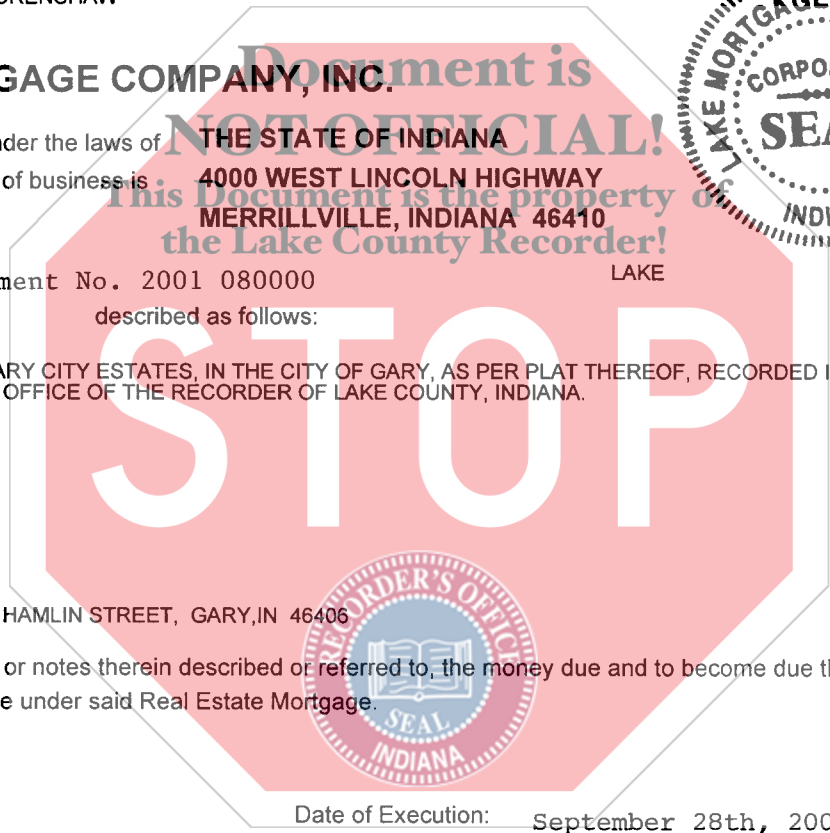 GAGE COMPANY, INC.
Document is
nder the laws of THE STATE OF INDIANA
NOT OFFICIAL!
of business is 4000 WEST LINCOLN HIGHWAY
This Document is the property of
MERRILLVILLE, INDIANA 46410
the Lake County Recorder!
LAKE MORTGAGE
CORPO
SEA
INDI
ment No. 2001 080000 LAKE
described as follows:
ARY CITY ESTATES, IN THE CITY OF GARY, AS PER PLAT THEREOF, RECORDED I
OFFICE OF THE RECORDER OF LAKE COUNTY, INDIANA.
STOP
HAMLIN STREET, GARY,IN 46406
RECORDER'S OFFICE
SEAL
INDIANA
or notes therein described or referred to, the money due and to become due th
e under said Real Estate Mortgage.
Date of Execution: September 28th, 200